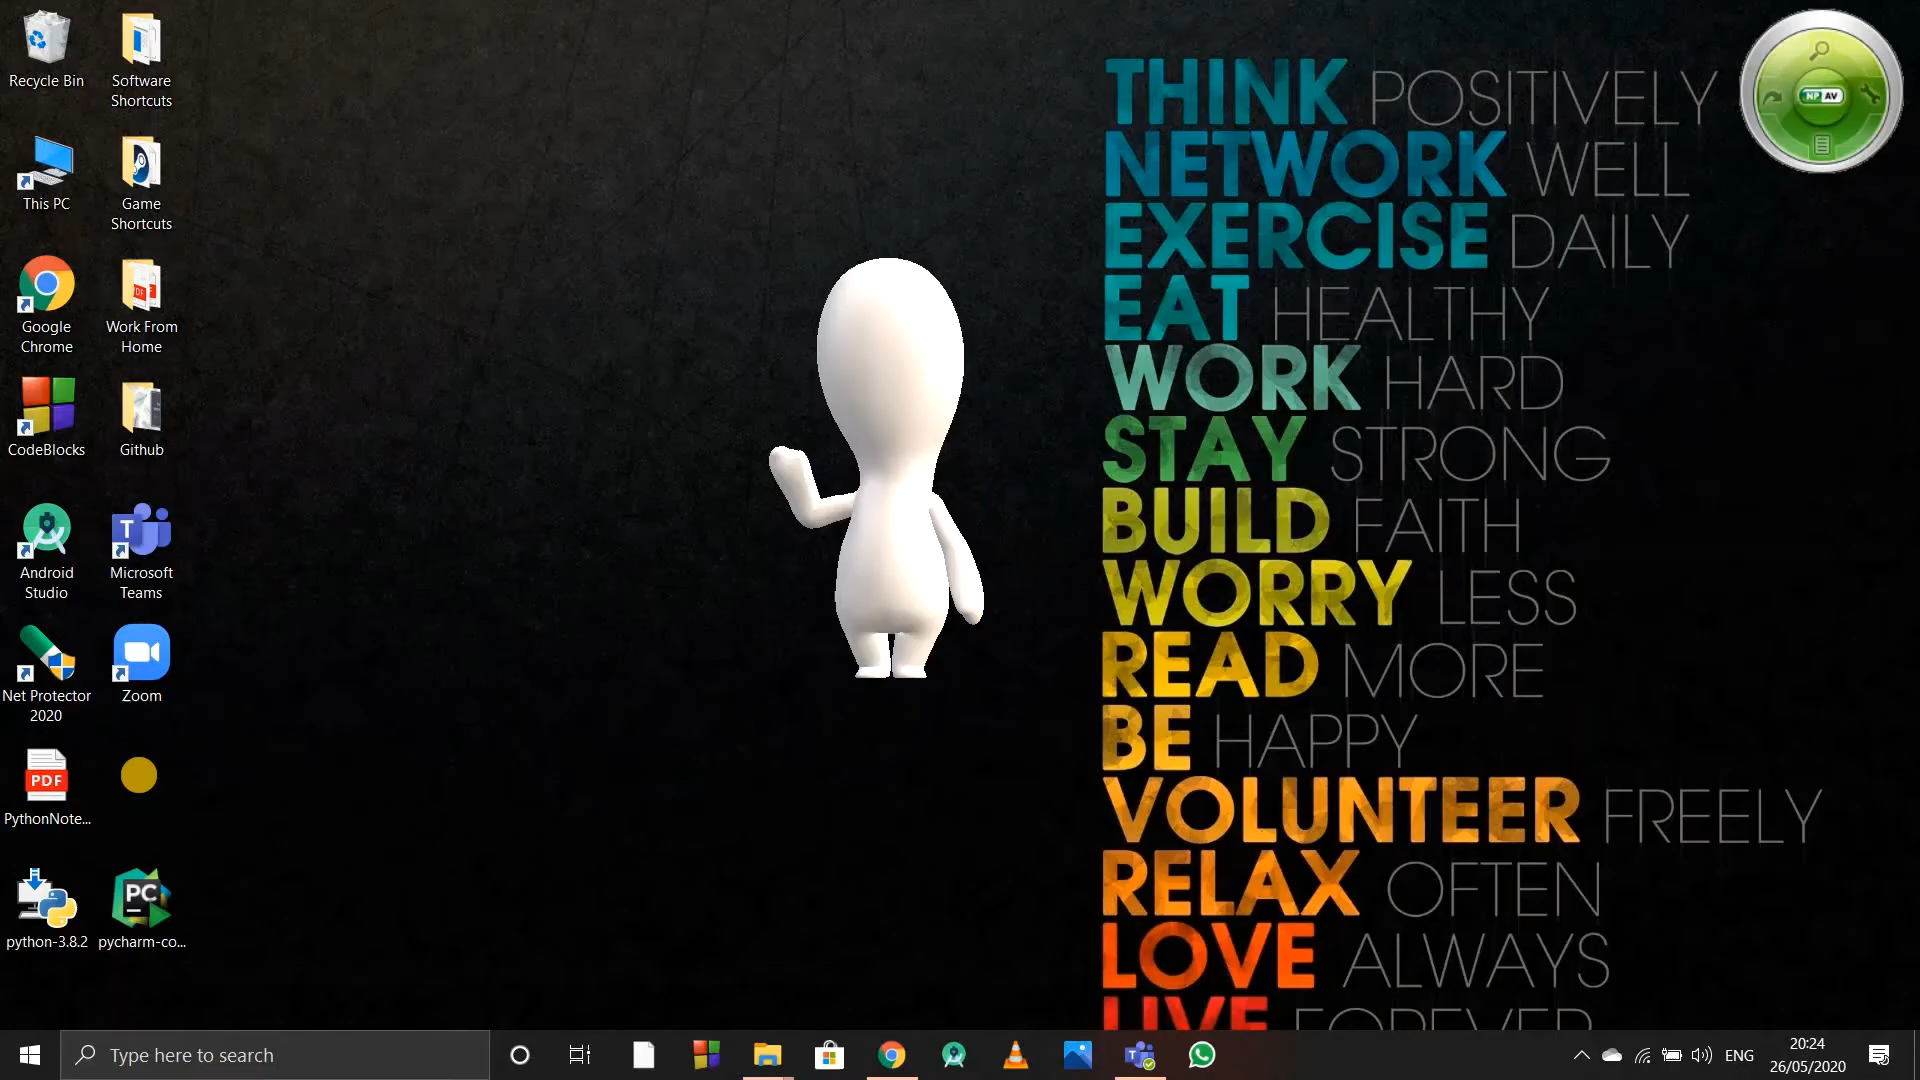 Recycle Bin
Software
Shortcuts
This PC
Game
Shortcuts
Google
Chrome
Work From
Home
PDF
CodeBlocks
Github
Android
Studio
T
Microsoft
Teams
Net Protector
2020
Zoom
PDF
PythonNote...
python-3.8.2
PC
pycharm-co...
THINK POSITIVELY
NETWORK WELL
EXERCISE DAILY
EAT HEALTHY
WORK HARD
STAY STRONG
BUILD FAITH
WORRY LESS
READ MORE
BE HAPPY
VOLUNTEER FREELY
RELAX OFTEN
LOVE ALWAYS
LIVE FOREVER
NP AV
Type here to search
T
ENG
20:24
26/05/2020